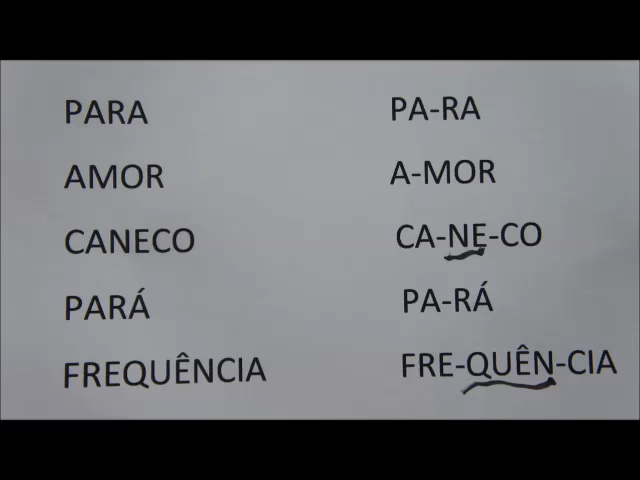 PARA PA-RA
AMOR A-MOR
CANECO CA-NE-CO
PARÁ PA-RÁ
FREQUÊNCIA FRE-QUÊN-CIA